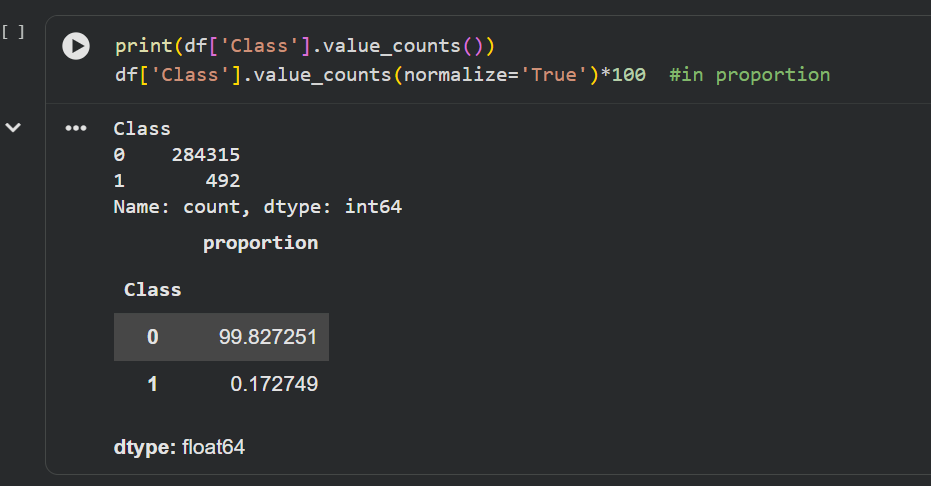 [ ]
print(df['Class'].value_counts())
df['Class'].value_counts(normalize='True')*100  #in proportion
Class
0    284315
1       492
Name: count, dtype: int64
proportion
Class
0 99.827251
1 0.172749
dtype: float64